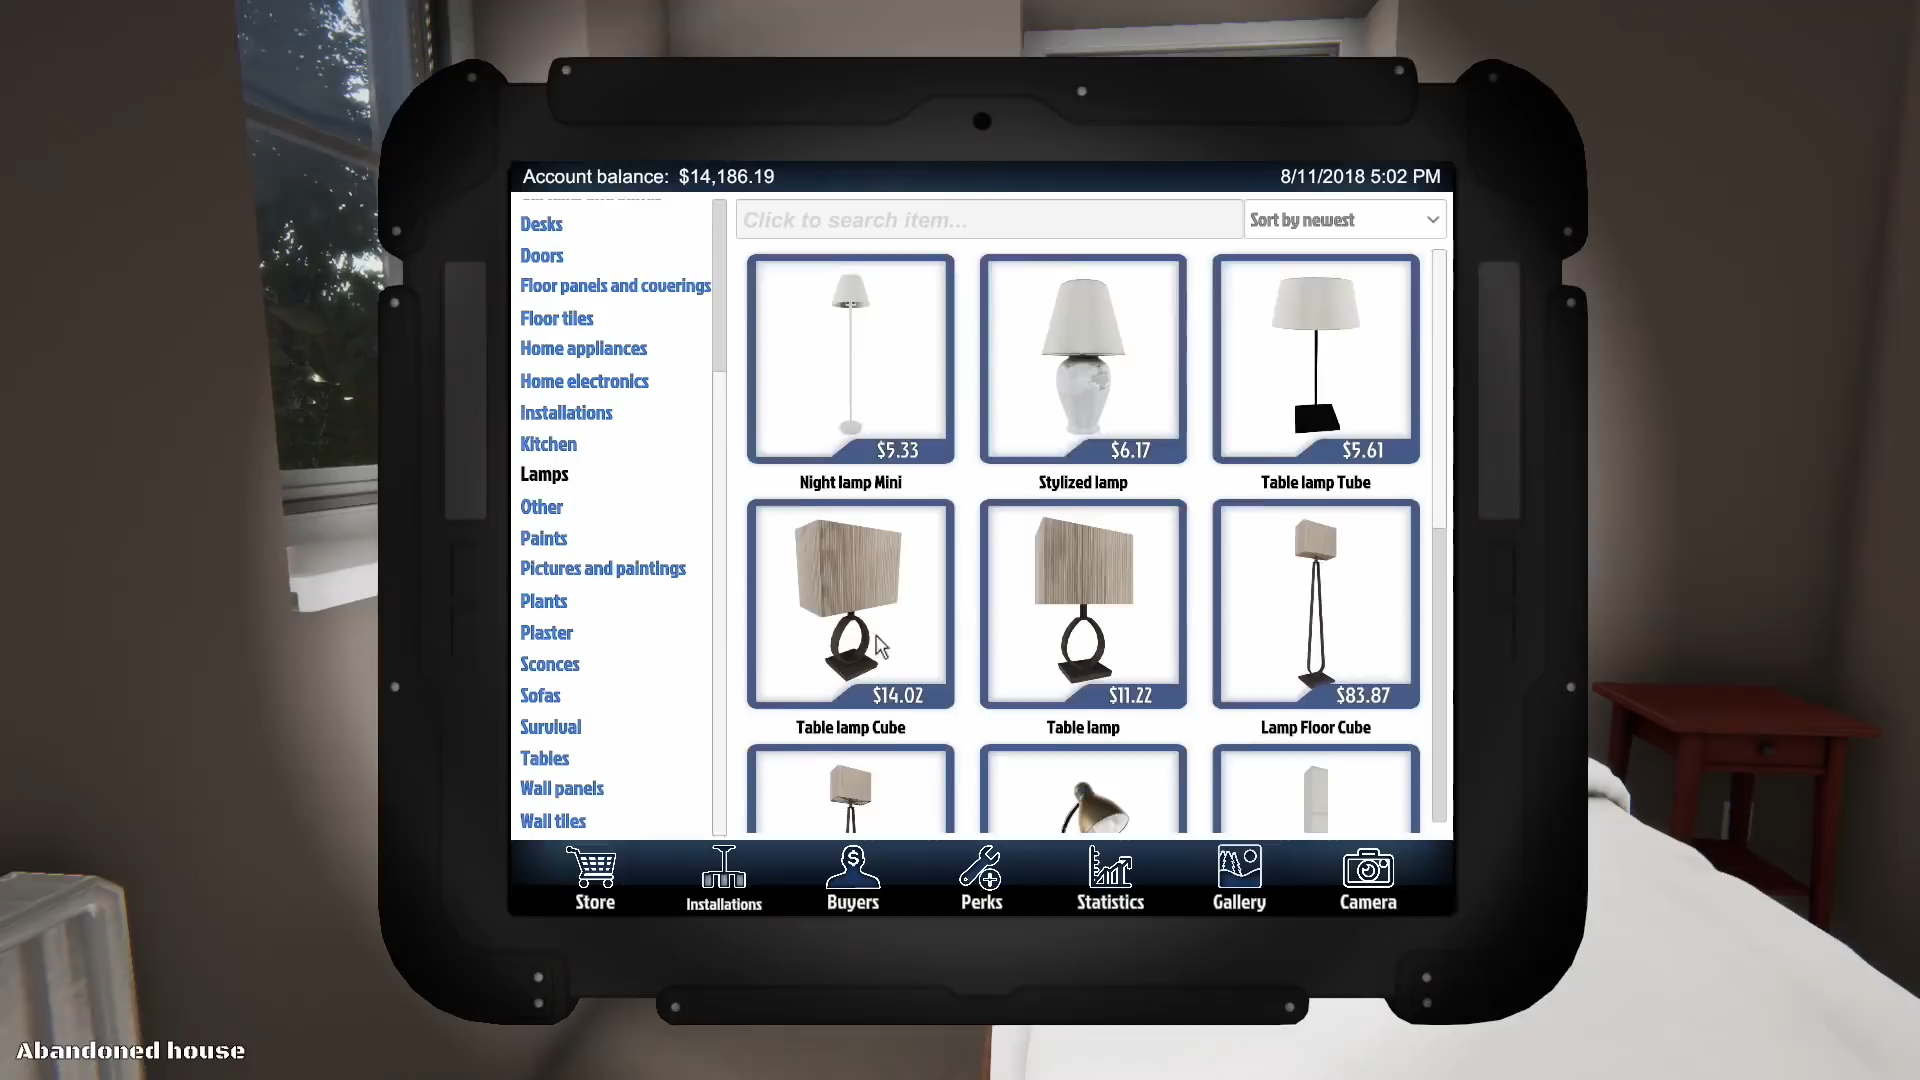 Account balance: $14,186.19
8/11/2018 5:02 PM
Desks
Doors
Floor panels and coverings
Floor tiles
Home appliances
Home electronics
Installations
Kitchen
Lamps
Other
Paints
Pictures and paintings
Plants
Plaster
Sconces
Sofas
Survival
Tables
Wall panels
Wall tiles
Click to search item...
Sort by newest
$5.33
$6.17
$5.61
Night lamp Mini
Stylized lamp
Table lamp Tube
$14.02
$11.22
$83.87
Table lamp Cube
Table lamp
Lamp Floor Cube
Store
Installations
Buyers
Perks
Statistics
Gallery
Camera
Abandoned house